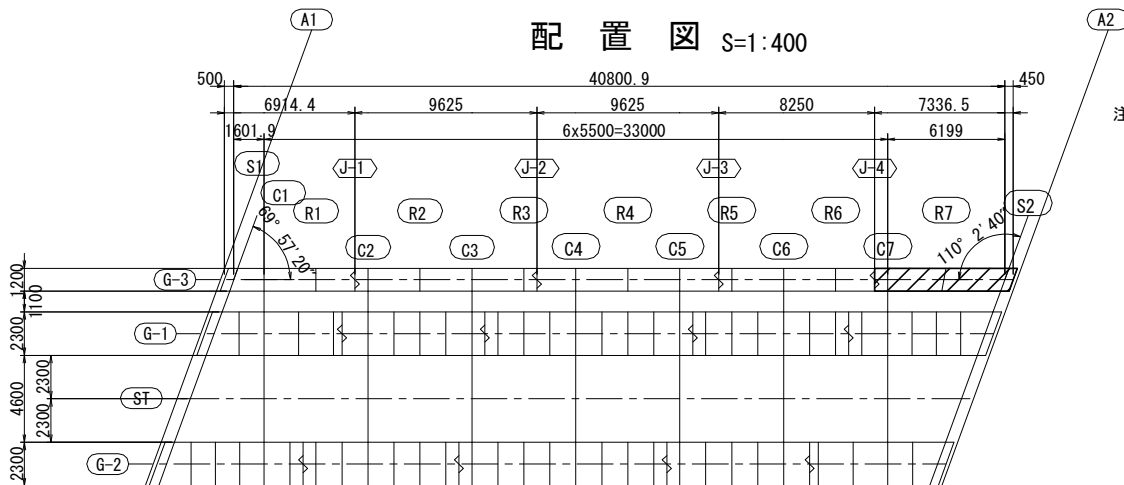 A1
A2
配 置 図 S=1:400
500
40800.9
450
6914.4
9625
9625
8250
7336.5
注
1601.9
6x5500=33000
6199
S1
J-1
J-2
J-3
J-4
C1
R1
R2
R3
R4
R5
R6
R7
S2
69° 57' 20"
110° 2' 40"
C2
C3
C4
C5
C6
C7
1200
G-3
1100
2300
G-1
4600
2300
ST
2300
2300
G-2